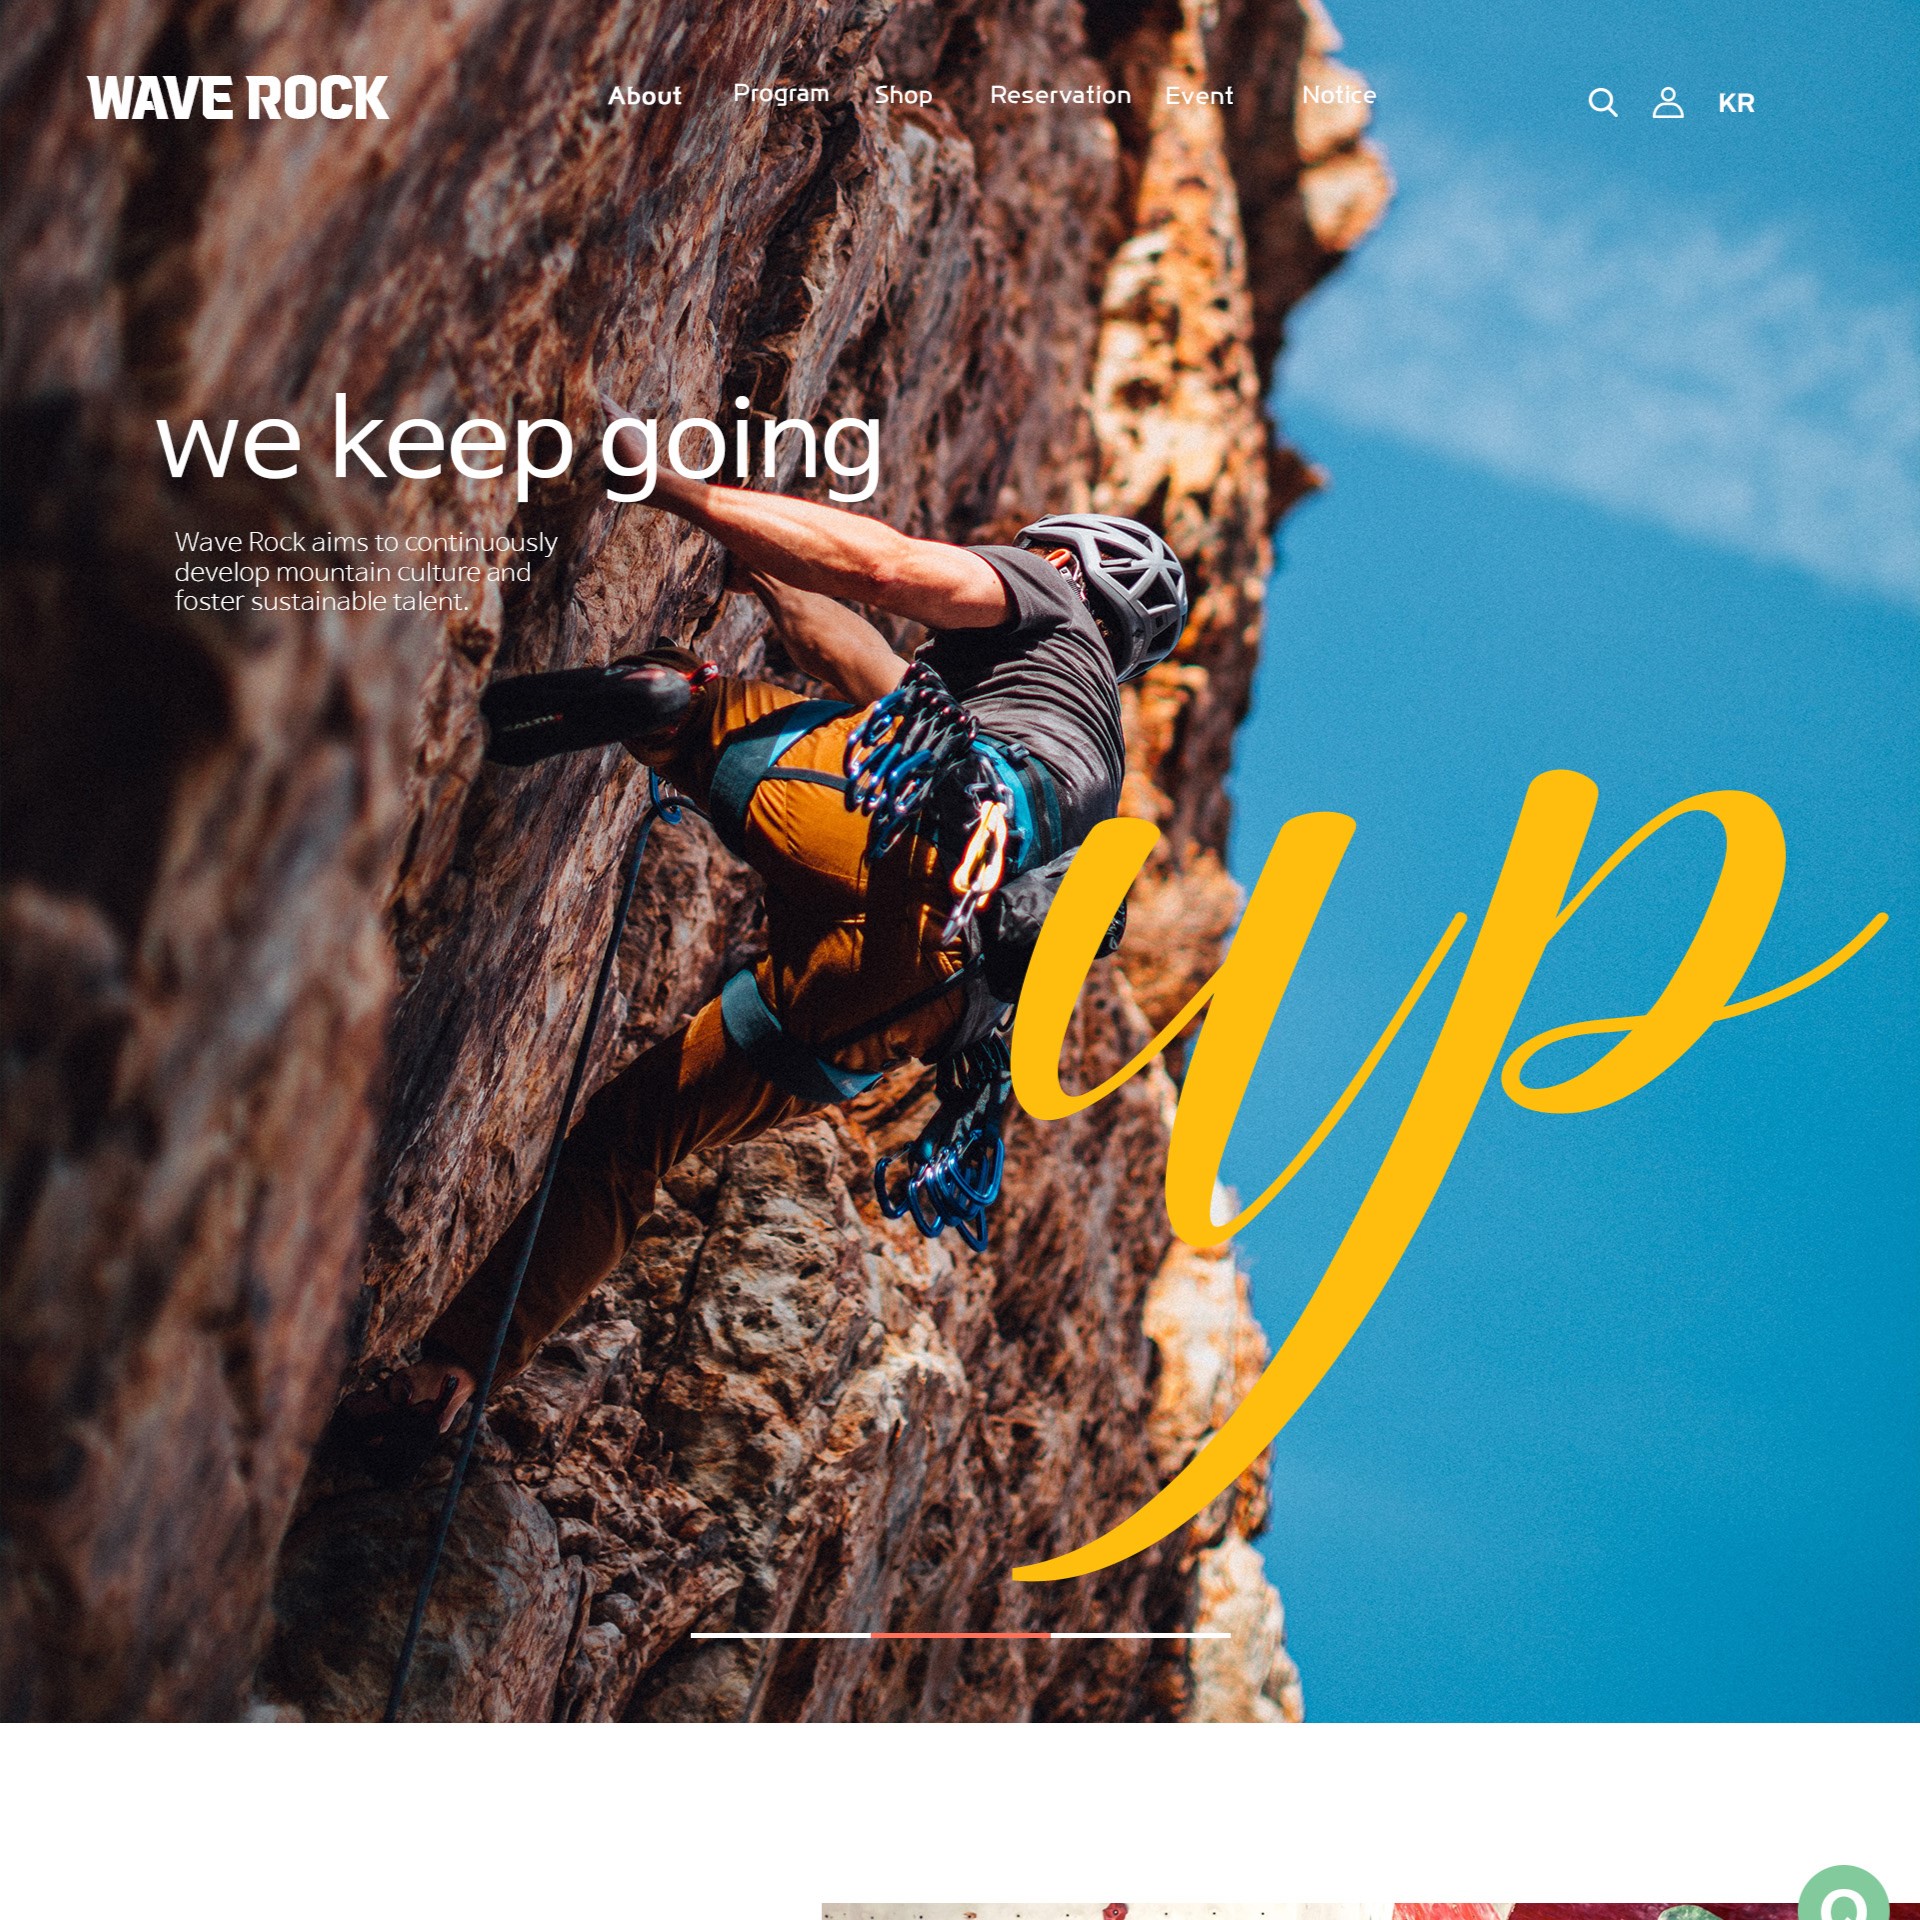 WAVE ROCK
About Program Shop Reservation Event Notice
KR
we keep going
Wave Rock aims to continuously
develop mountain culture and
foster sustainable talent.
up